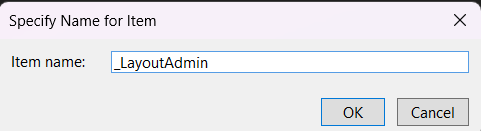 Specify Name for Item
Item name: _LayoutAdmin
OK Cancel